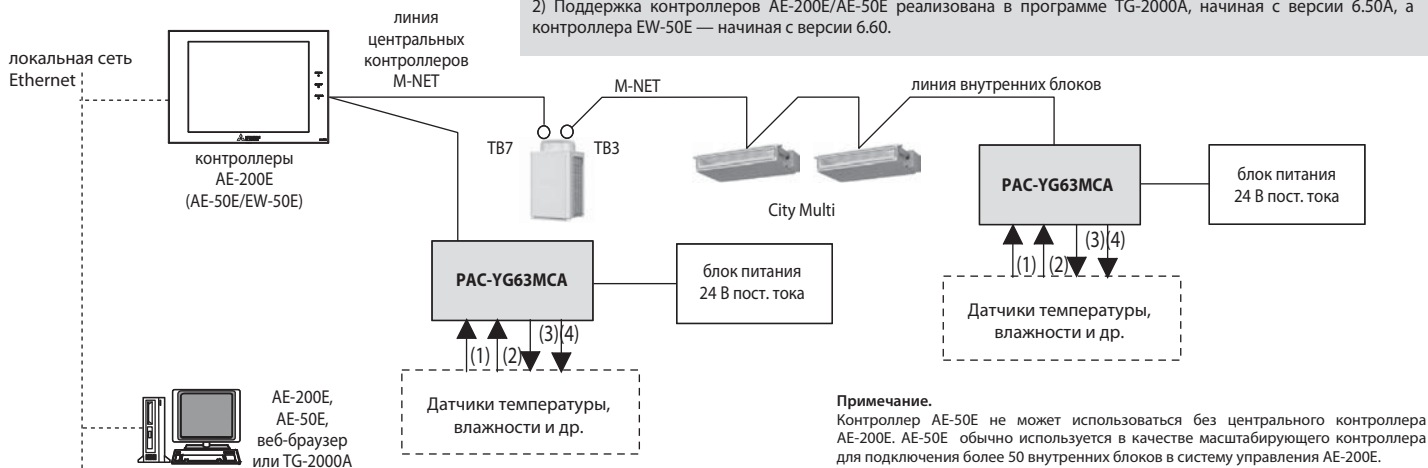 2) Поддержка контроллеров AE-200E/AE-50E реализована в программе TG-2000A, начиная с версии 6.50A, а
контроллера EW-50E — начиная с версии 6.60.
локальная сеть
Ethernet
линия
центральных
контроллеров
M-NET
M-NET
линия внутренних блоков
контроллеры
AE-200E
(AE-50E/EW-50E)
TB7
TB3
City Multi
PAC-YG63MCA
блок питания
24 В пост. тока
(1)
(2)
(3)
(4)
Датчики температуры,
влажности и др.
PAC-YG63MCA
блок питания
24 В пост. тока
(1)
(2)
(3)
(4)
Датчики температуры,
влажности и др.
AE-200E,
AE-50E,
веб-браузер
или TG-2000A
Примечание.
Контроллер AE-50E не может использоваться без центрального контроллера
AE-200E. AE-50E обычно используется в качестве масштабирующего контроллера
для подключения более 50 внутренних блоков в систему управления AE-200E.